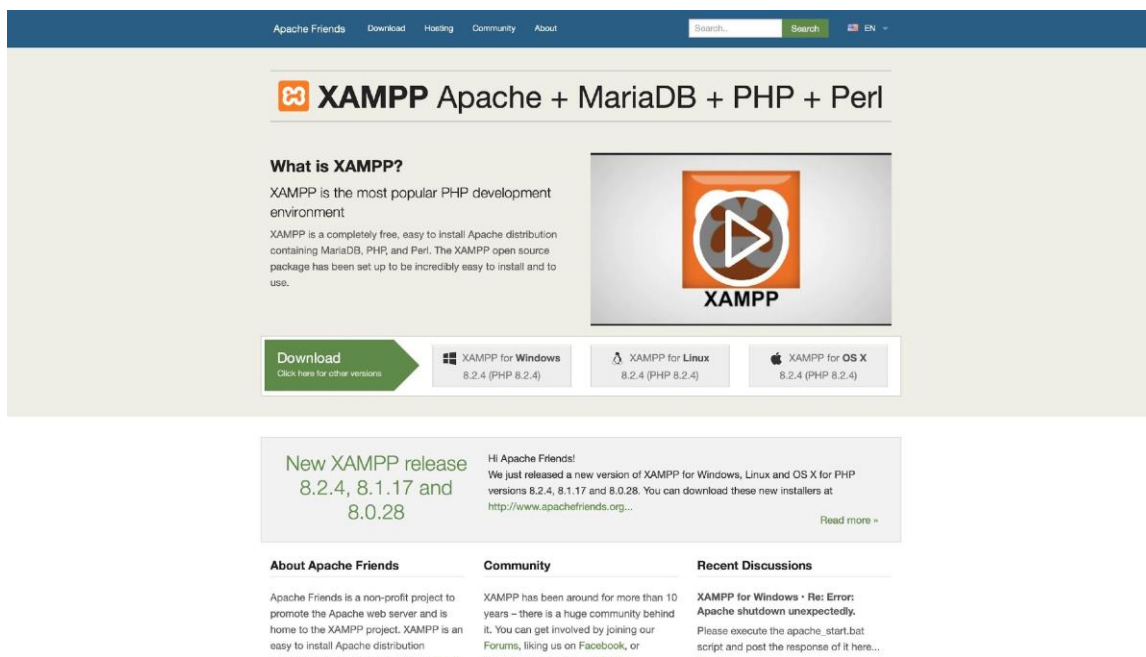 Apache Friends Download Hosting Community About Search... Search EN
XAMPP Apache + MariaDB + PHP + Perl
What is XAMPP?
XAMPP is the most popular PHP development
environment
XAMPP is a completely free, easy to install Apache distribution
containing MariaDB, PHP, and Perl. The XAMPP open source
package has been set up to be incredibly easy to install and to
use.
XAMPP
Download
Click here for other versions
XAMPP for Windows
8.2.4 (PHP 8.2.4)
XAMPP for Linux
8.2.4 (PHP 8.2.4)
XAMPP for OS X
8.2.4 (PHP 8.2.4)
New XAMPP release
8.2.4, 8.1.17 and
8.0.28
Hi Apache Friends!
We just released a new version of XAMPP for Windows, Linux and OS X for PHP
versions 8.2.4, 8.1.17 and 8.0.28. You can download these new installers at
http://www.apachefriends.org...
Read more »
About Apache Friends
Apache Friends is a non-profit project to
promote the Apache web server and is
home to the XAMPP project. XAMPP is an
easy to install Apache distribution
Community
XAMPP has been around for more than 10
years – there is a huge community behind
it. You can get involved by joining our
Forums, liking us on Facebook, or
Recent Discussions
XAMPP for Windows • Re: Error:
Apache shutdown unexpectedly.
Please execute the apache_start.bat
script and post the response of it here...